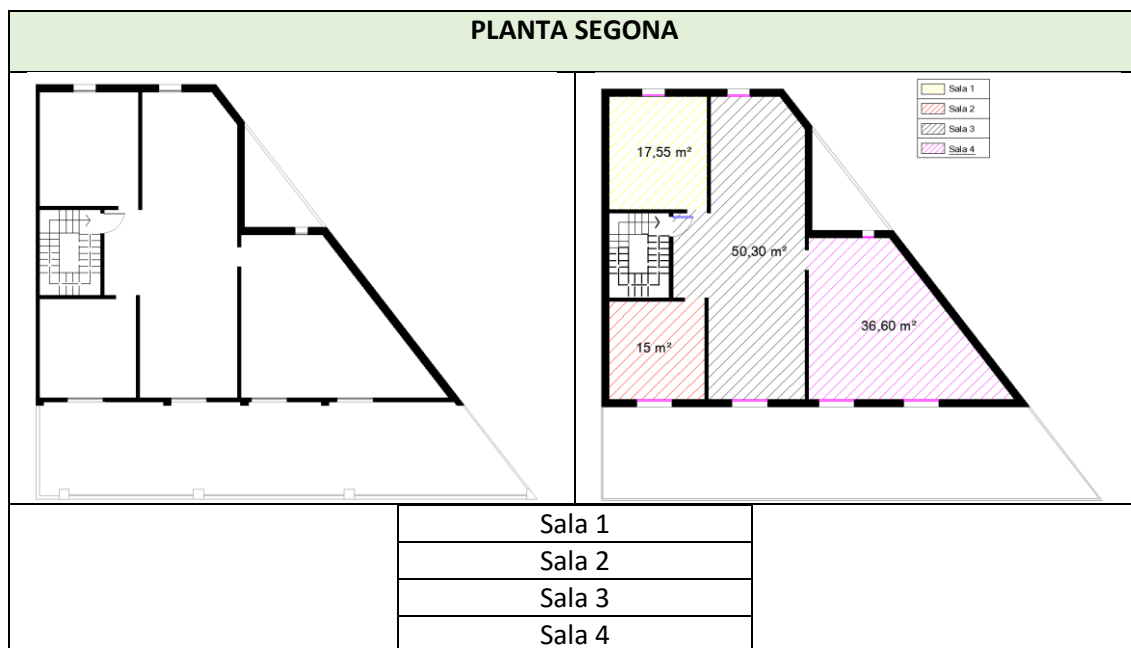 PLANTA SEGONA
Sala 1
Sala 2
Sala 3
Sala 4
17,55 m²
50,30 m²
36,60 m²
15 m²
Sala 1
Sala 2
Sala 3
Sala 4